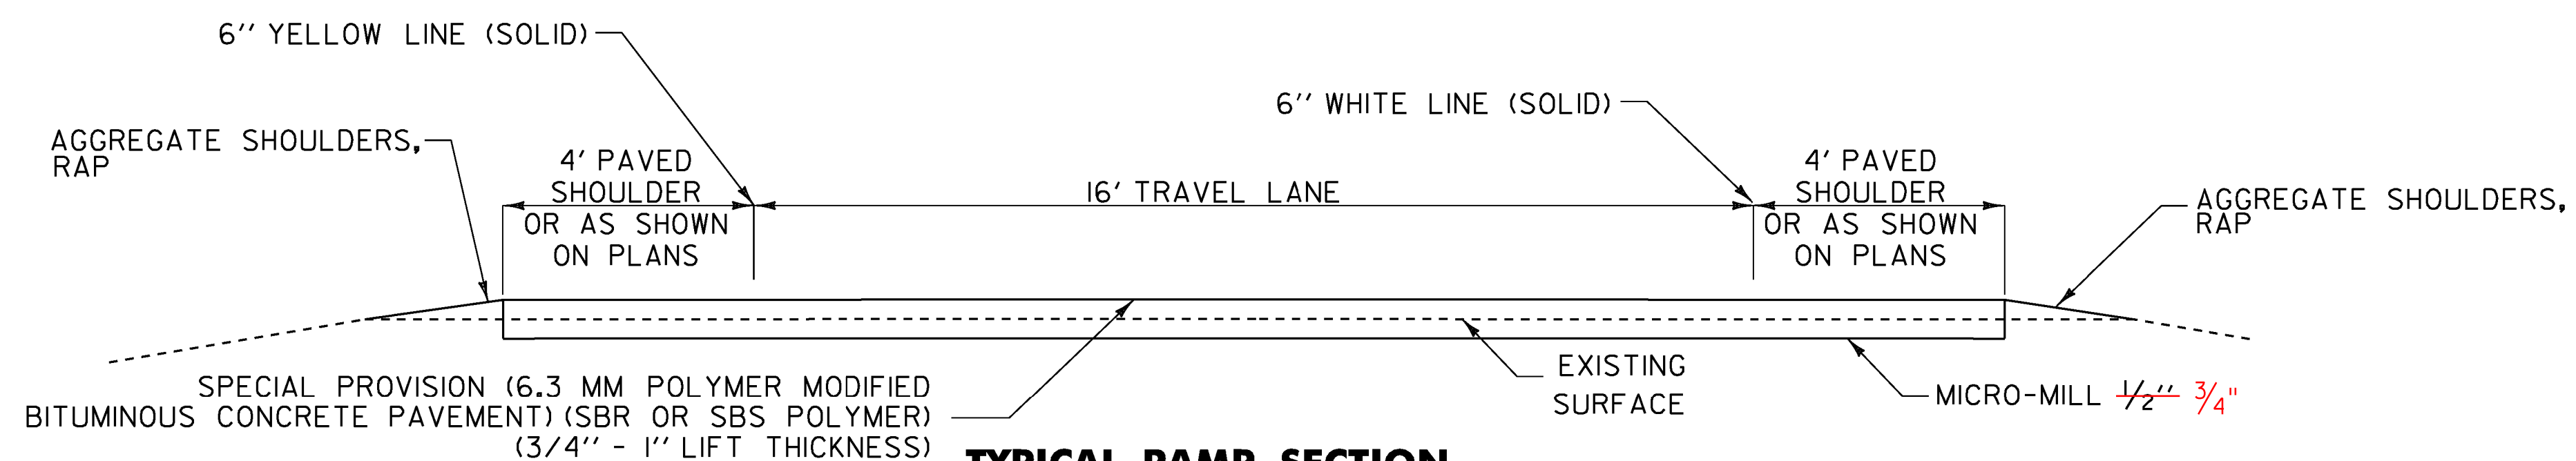 6" YELLOW LINE (SOLID)
6" WHITE LINE (SOLID)
AGGREGATE SHOULDERS,
RAP
4' PAVED
SHOULDER
OR AS SHOWN
ON PLANS
16' TRAVEL LANE
4' PAVED
SHOULDER
OR AS SHOWN
ON PLANS
AGGREGATE SHOULDERS,
RAP
SPECIAL PROVISION (6.3 MM POLYMER MODIFIED
BITUMINOUS CONCRETE PAVEMENT) (SBR OR SBS POLYMER)
(3/4" - 1" LIFT THICKNESS)
EXISTING
SURFACE
MICRO-MILL 1/2" 3/4"
TYPICAL RAMP SECTION